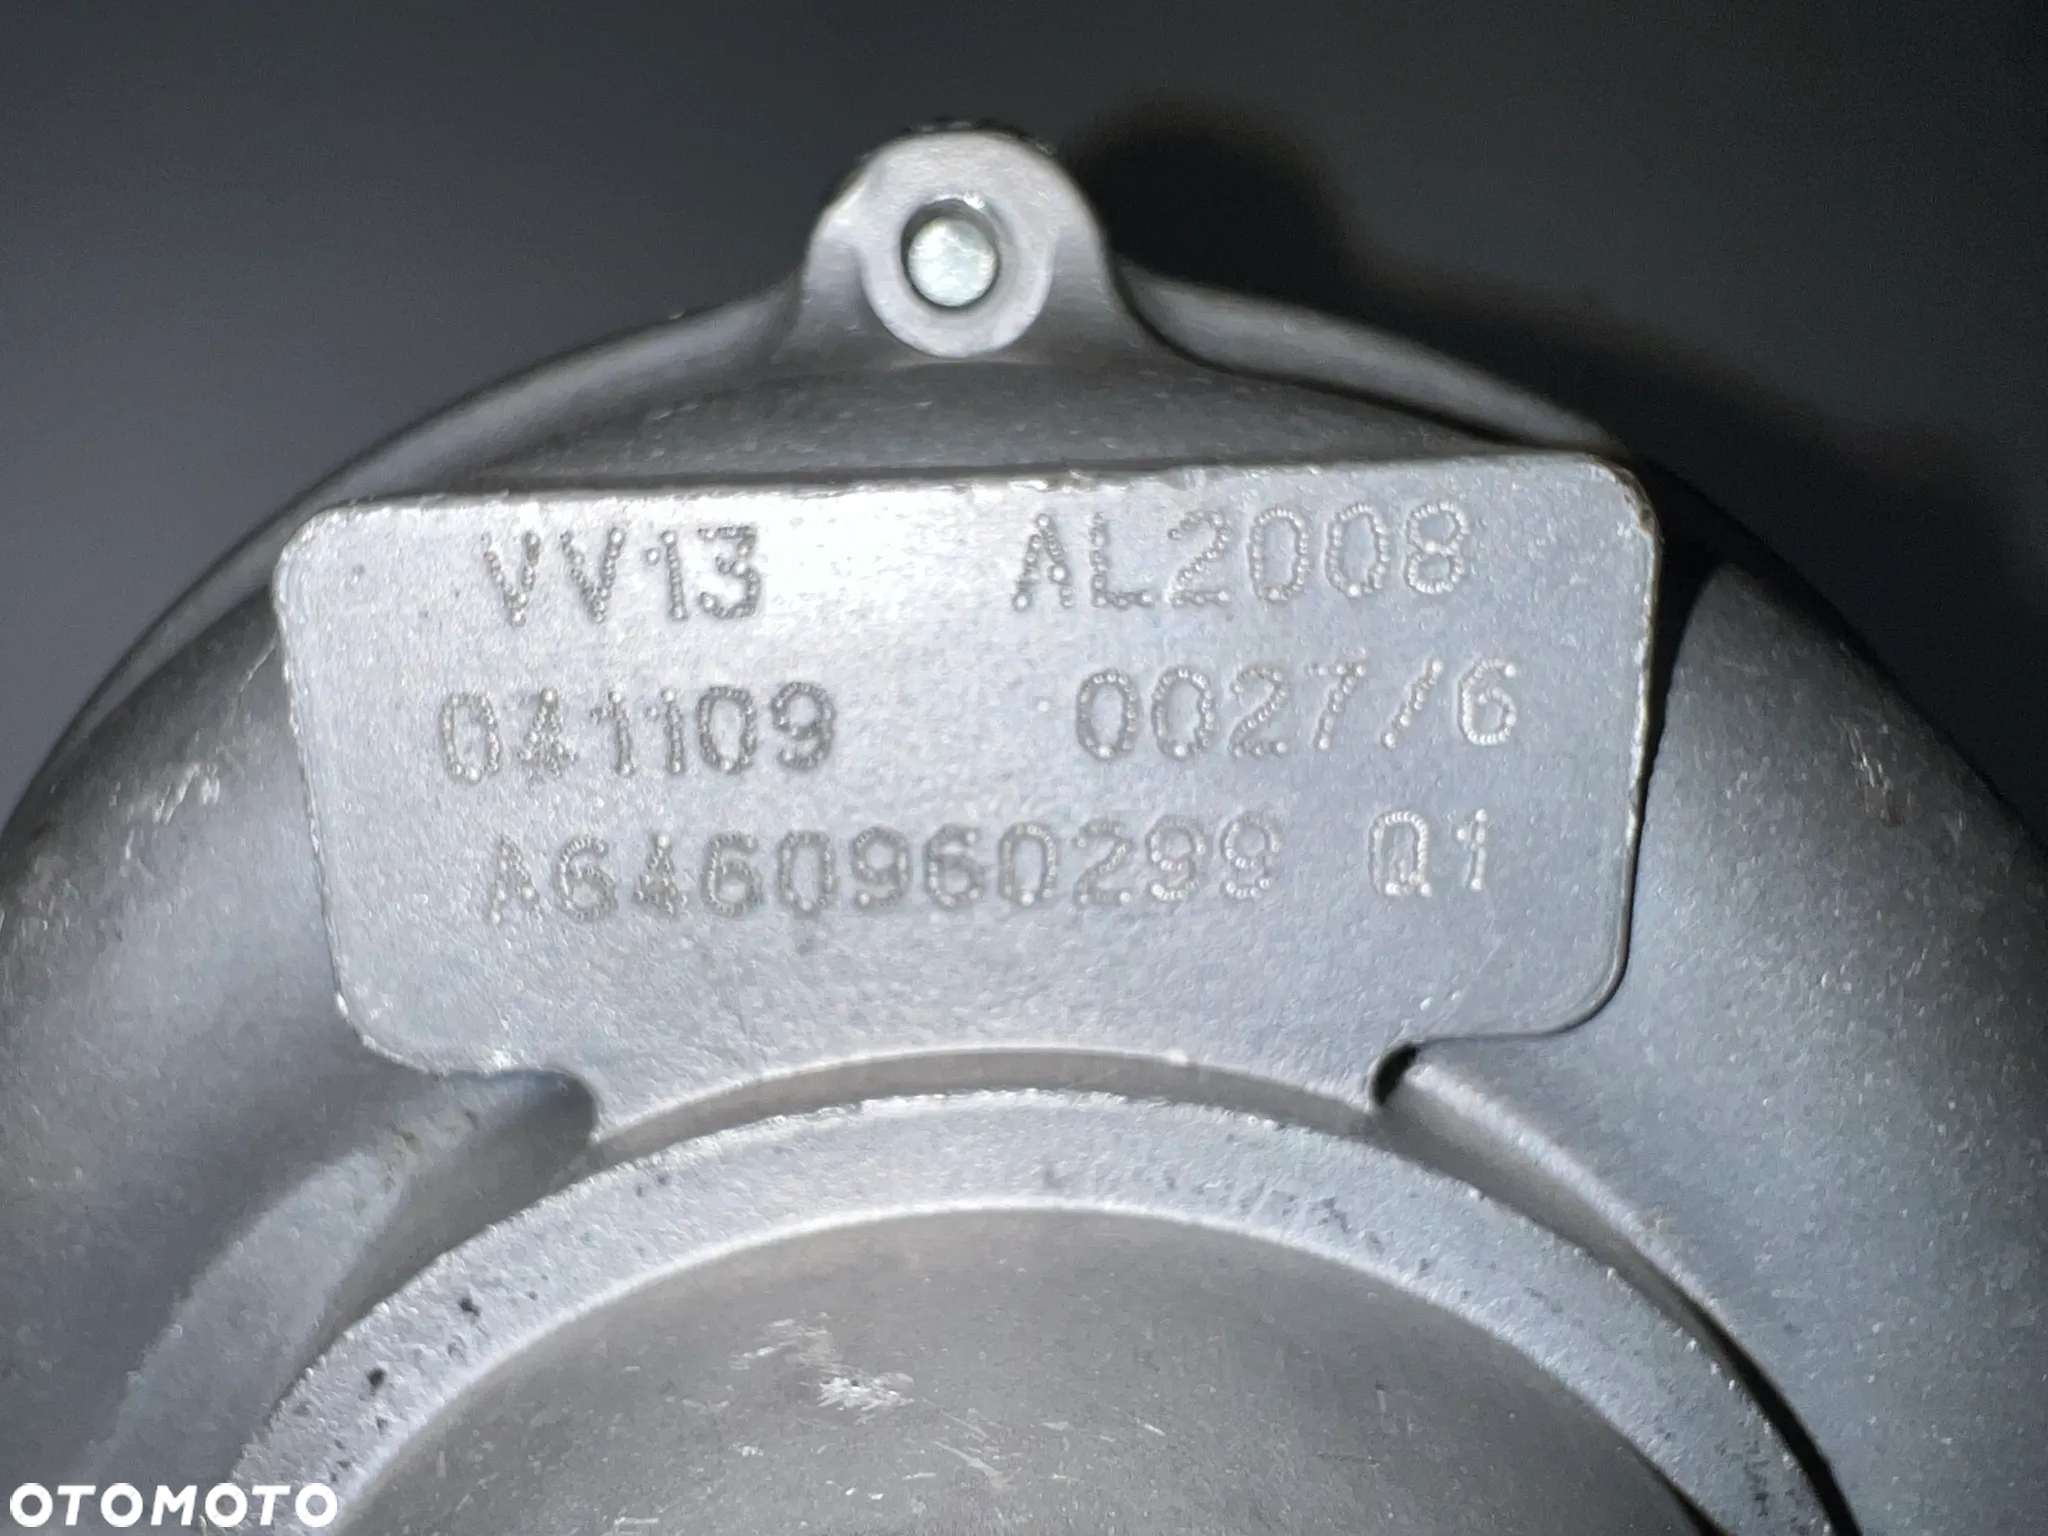 VV13 AL2008
041109 0027/6
A6460960299 Q1
OTOMOTO